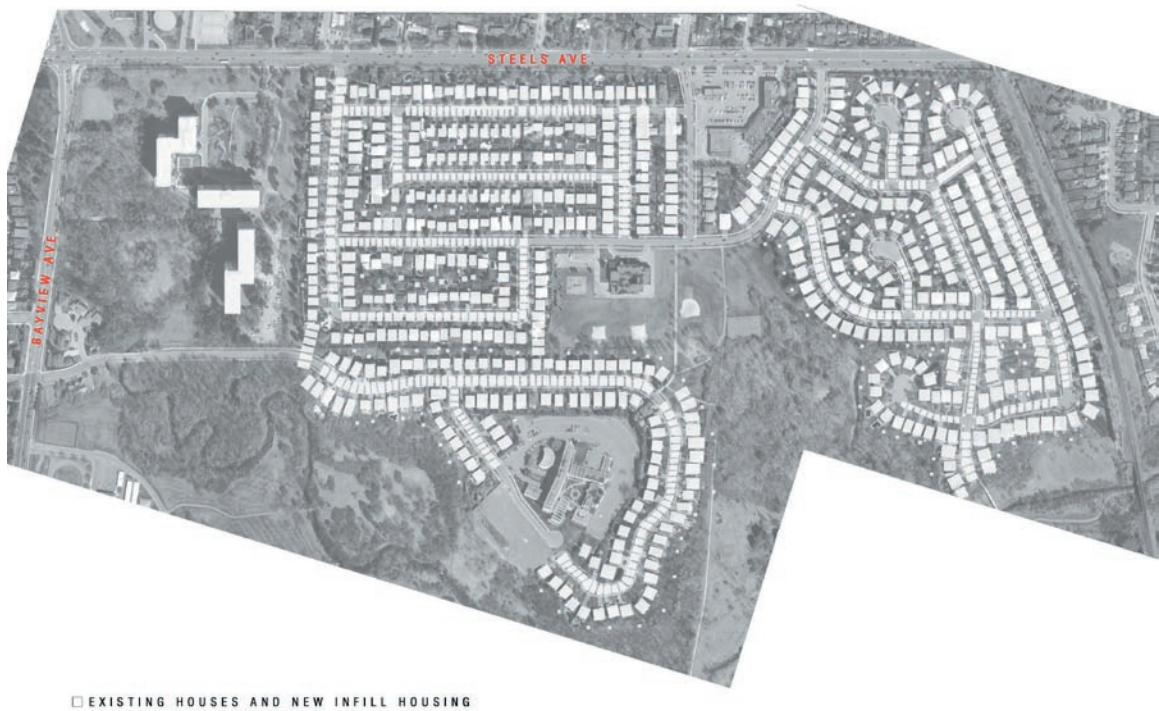 STEELS AVE.
BAYVIEW AVE.
EXISTING HOUSES AND NEW INFILL HOUSING